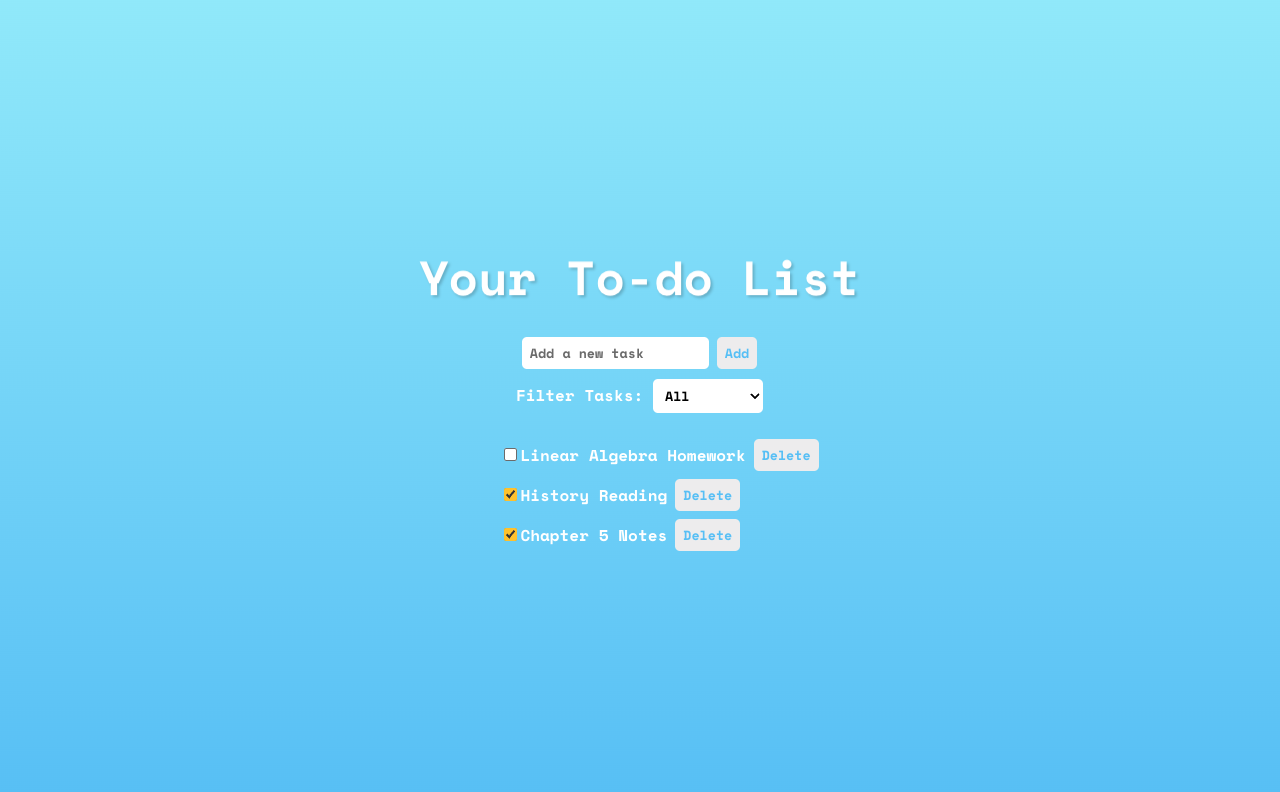 Your To-do List
Add a new task Add
Filter Tasks: All
Linear Algebra Homework Delete
History Reading Delete
Chapter 5 Notes Delete